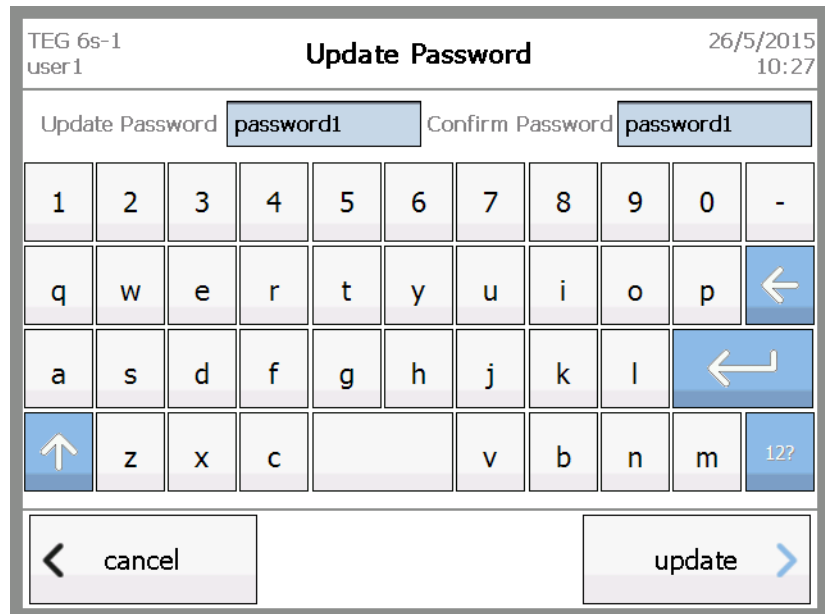 TEG 6s-1
user1
Update Password
26/5/2015
10:27
Update Password password1 Confirm Password password1
1 2 3 4 5 6 7 8 9 0 -
q w e r t y u i o p
a s d f g h j k l
z x c v b n m 12?
cancel update